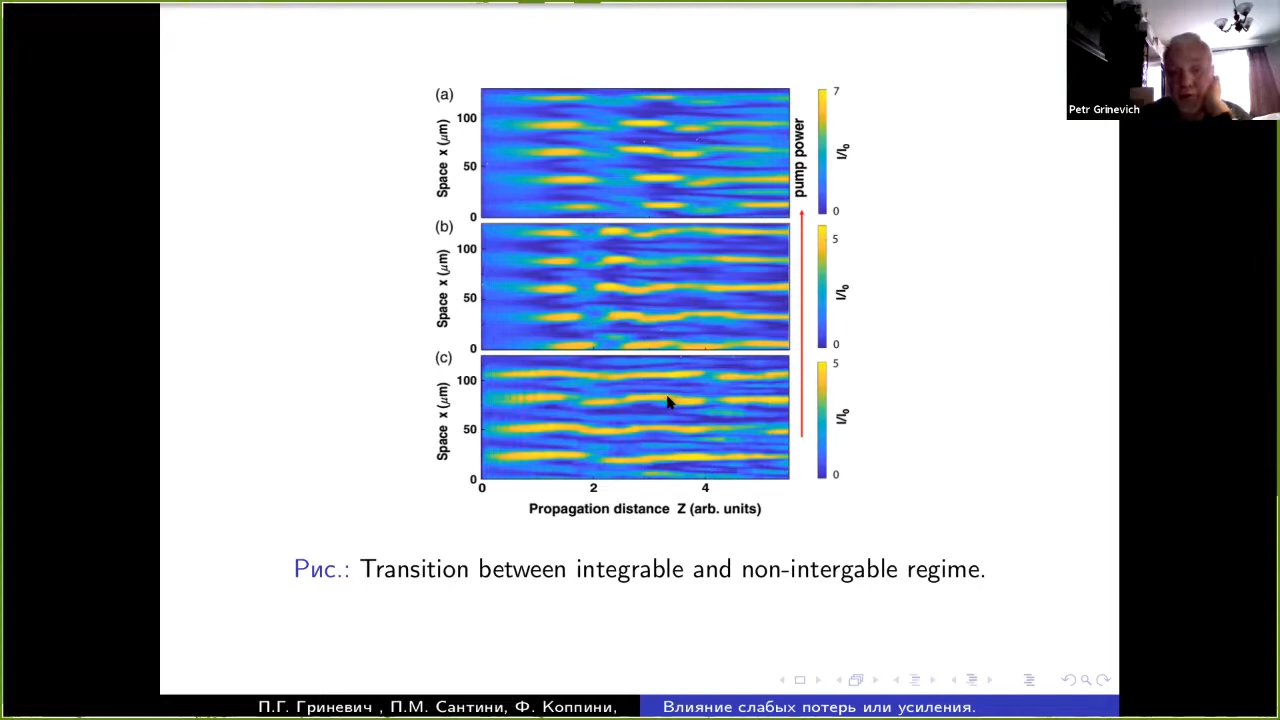 Petr Grinevich
(a)
100
50
0
Space x (μm)
pump power
7
I/I₀
0
(b)
100
50
0
Space x (μm)
5
I/I₀
0
(c)
100
50
0
Space x (μm)
5
I/I₀
0
0 2 4
Propagation distance Z (arb. units)
Рис.: Transition between integrable and non-intergable regime.
П.Г. Гриневич , П.М. Сантини, Ф. Коппини, Влияние слабых потерь или усиления.